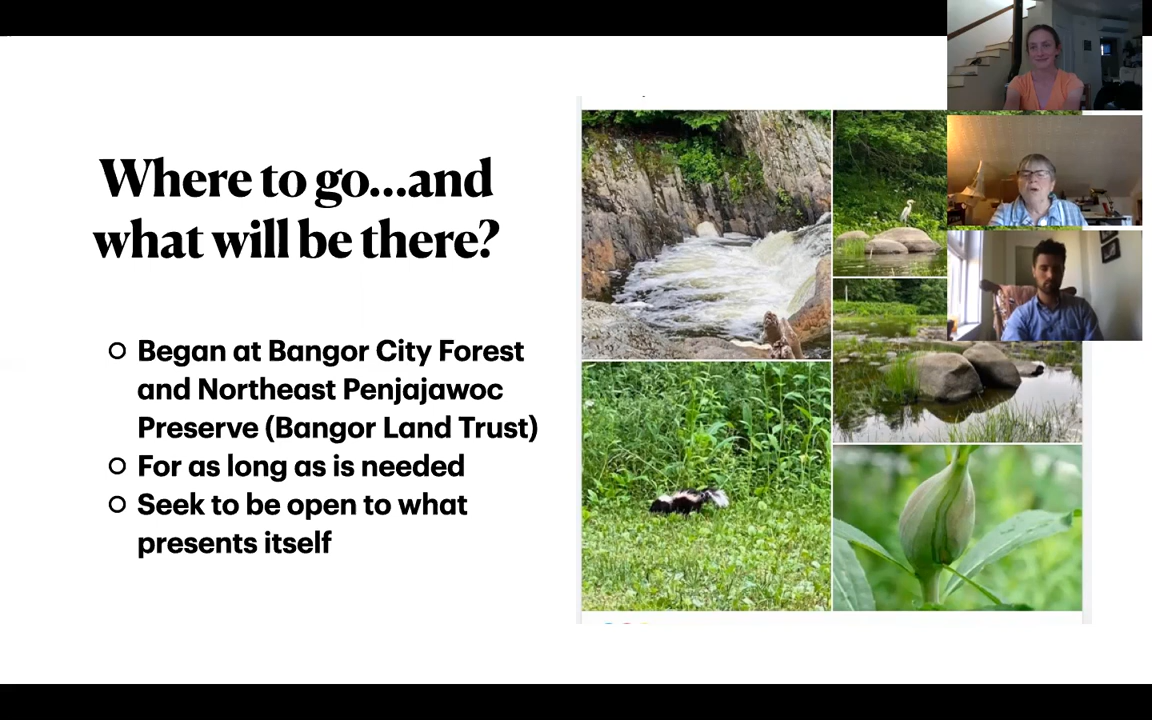 Where to go...and
what will be there?
Began at Bangor City Forest
and Northeast Penjajawoc
Preserve (Bangor Land Trust)
For as long as is needed
Seek to be open to what
presents itself